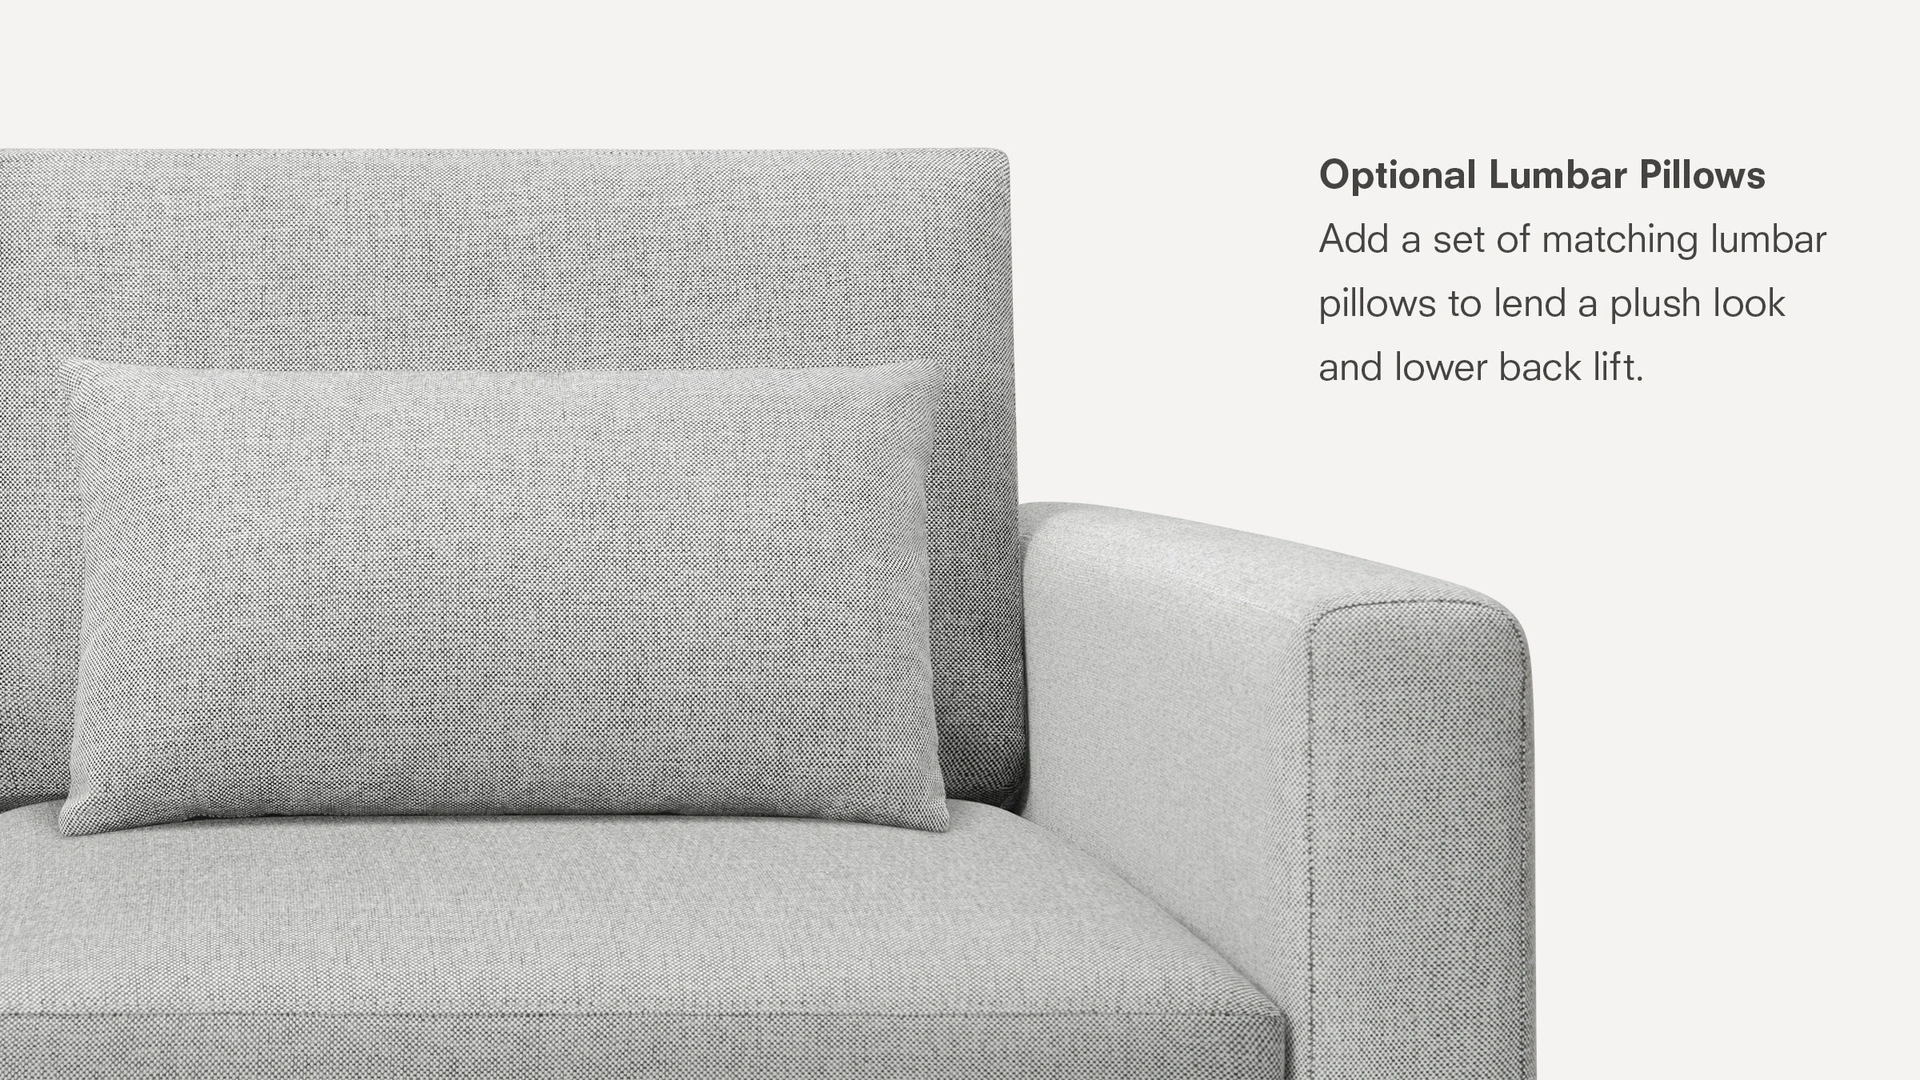 Optional Lumbar Pillows
Add a set of matching lumbar
pillows to lend a plush look
and lower back lift.